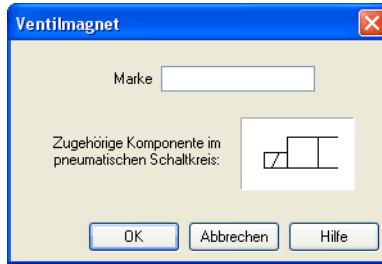 Ventilmagnet
Marke
Zugehörige Komponente im
pneumatischen Schaltkreis:
OK Abbrechen Hilfe